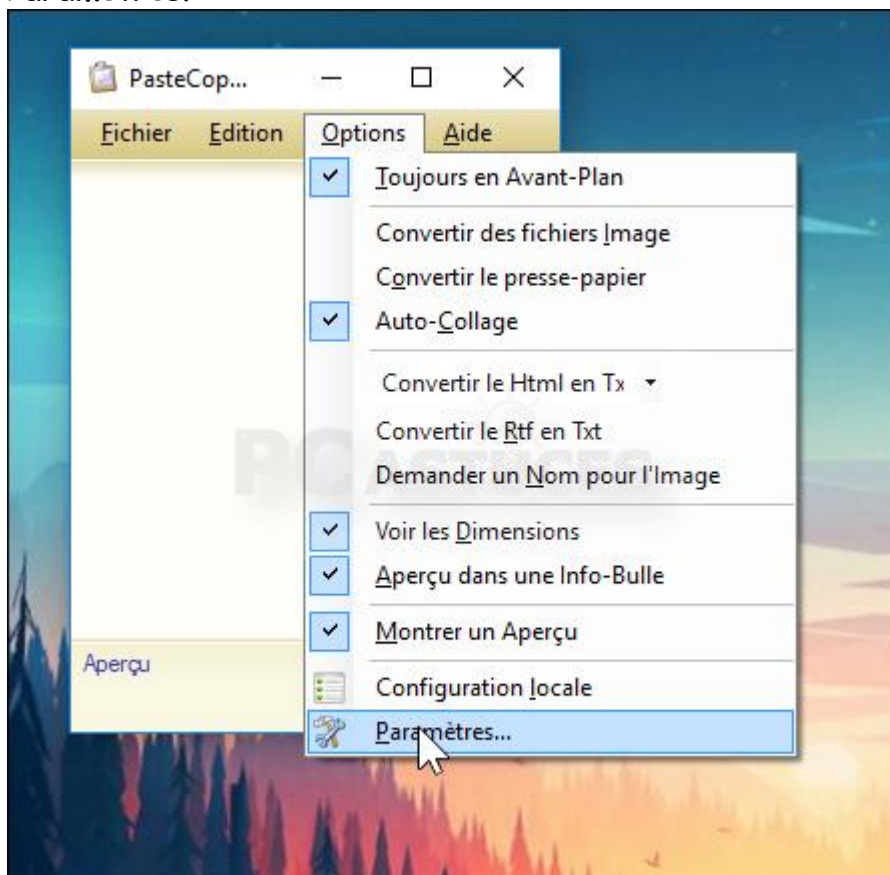 PasteCop...
Fichier Edition Options Aide
Toujours en Avant-Plan
Convertir des fichiers Image
Convertir le presse-papier
Auto-Collage
Convertir le Html en Tx
Convertir le Rtf en Txt
Demander un Nom pour l'Image
PC ASTUCES
Voir les Dimensions
Aperçu dans une Info-Bulle
Montrer un Aperçu
Aperçu
Configuration locale
Paramètres...